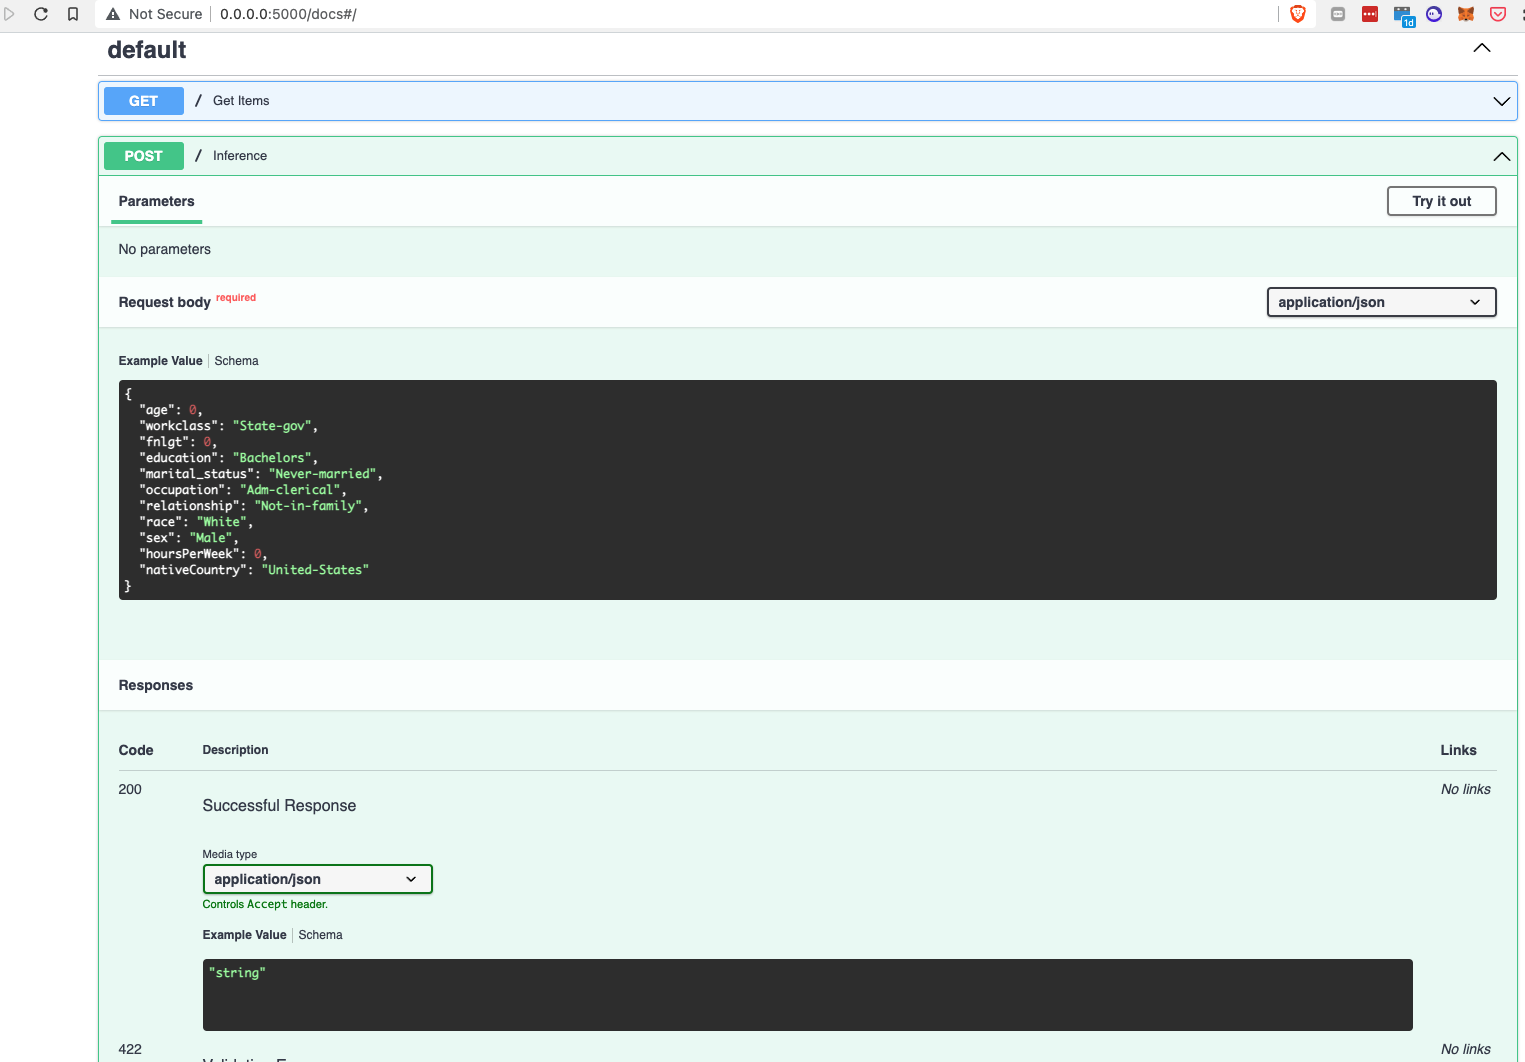 Not Secure 0.0.0.0:5000/docs#/
1d
default
GET / Get Items
POST / Inference
Parameters
Try it out
No parameters
Request body required
application/json
Example Value Schema
{
"age": 0,
"workclass": "State-gov",
"fnlgt": 0,
"education": "Bachelors",
"marital_status": "Never-married",
"occupation": "Adm-clerical",
"relationship": "Not-in-family",
"race": "White",
"sex": "Male",
"hoursPerWeek": 0,
"nativeCountry": "United-States"
}
Responses
Code Description Links
200 No links
Successful Response
Media type
application/json
Controls Accept header.
Example Value Schema
"string"
422 No links